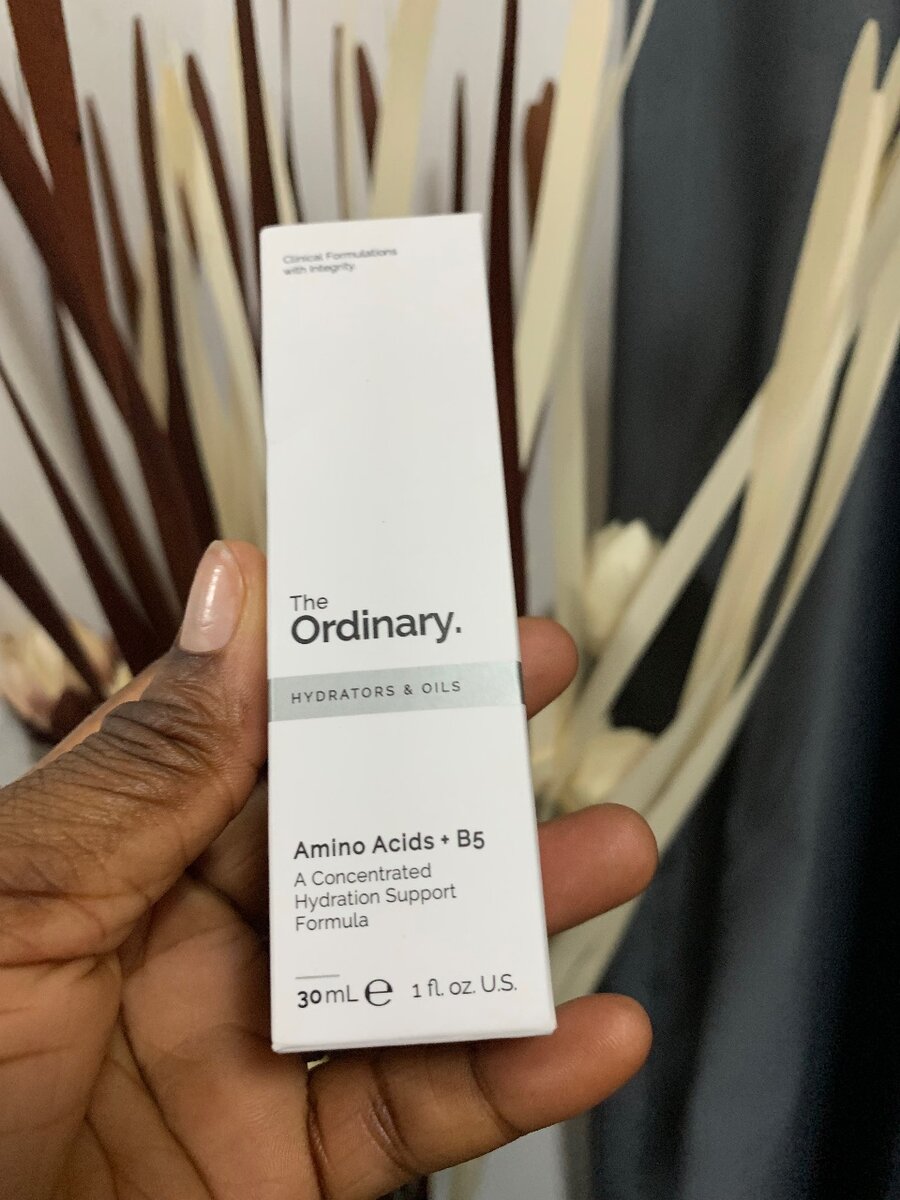 Clinical Formulations
with Integrity.
The
Ordinary.
HYDRATORS & OILS
Amino Acids + B5
A Concentrated
Hydration Support
Formula
30mL ℮ 1 fl. oz. U.S.